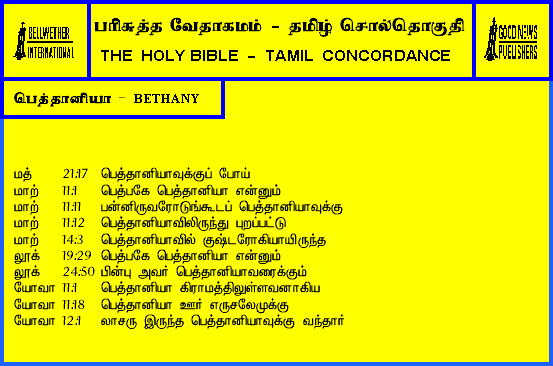 BELLWETHER
INTERNATIONAL
பரிசுத்த வேதாகமம் - தமிழ் சொல்தொகுதி
THE HOLY BIBLE - TAMIL CONCORDANCE
GOOD NEWS
PUBLISHERS
பெத்தானியா - BETHANY
மத் 21:17 பெத்தானியாவுக்குப் போய்
மாற் 11:1 பெத்பகே பெத்தானியா என்னும்
மாற் 11:11 பன்னிருவரோடுங்கூடப் பெத்தானியாவுக்கு
மாற் 11:12 பெத்தானியாவிலிருந்து புறப்பட்டு
மாற் 14:3 பெத்தானியாவில் குஷ்டரோகியாயிருந்த
லூக் 19:29 பெத்பகே பெத்தானியா என்னும்
லூக் 24:50 பின்பு அவர் பெத்தானியாவரைக்கும்
யோவா 11:1 பெத்தானியா கிராமத்திலுள்ளவனாகிய
யோவா 11:18 பெத்தானியா ஊர் எருசலேமுக்கு
யோவா 12:1 லாசரு இருந்த பெத்தானியாவுக்கு வந்தார்